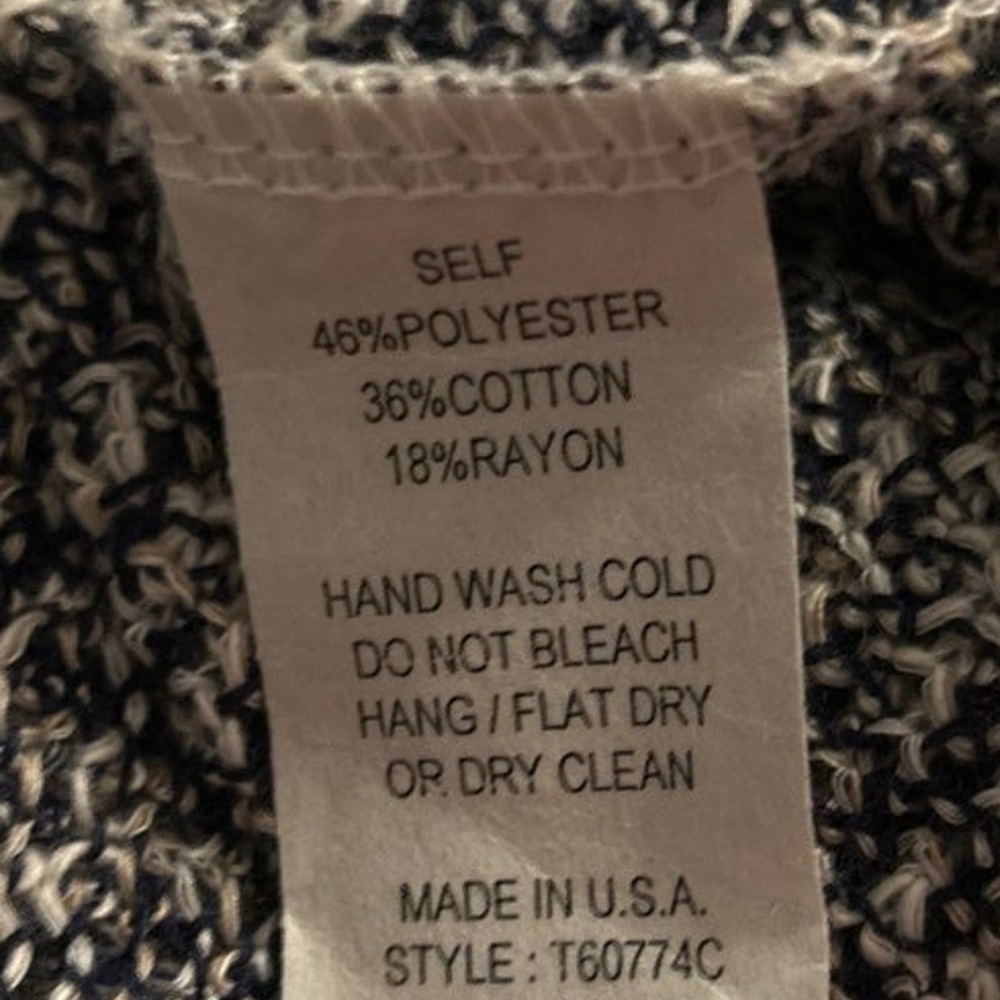 SELF
46%POLYESTER
36%COTTON
18%RAYON
HAND WASH COLD
DO NOT BLEACH
HANG / FLAT DRY
OR DRY CLEAN
MADE IN U.S.A.
STYLE : T60774C